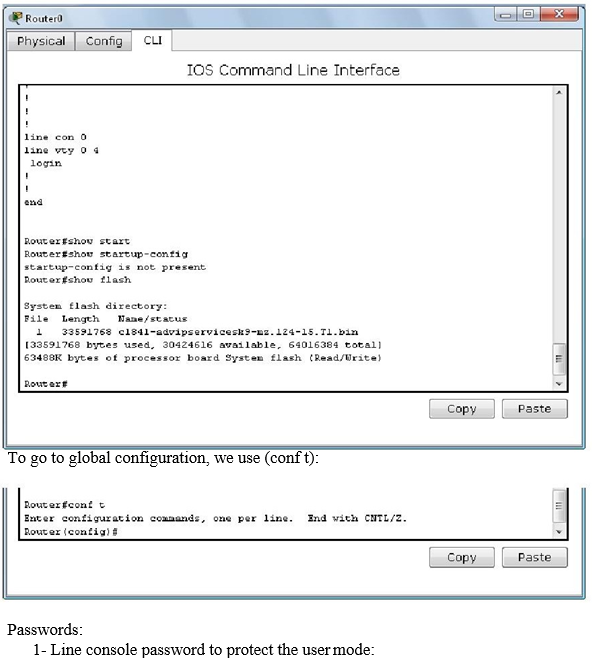 Router0
Physical Config CLI
IOS Command Line Interface
!
!
!
!
line con 0
line vty 0 4
login
!
!
end
Router#show start
Router#show startup-config
startup-config is not present
Router#show flash
System flash directory:
File Length Name/status
1 33591768 c1841-advipservicesk9-mz.124-15.T1.bin
[33591768 bytes used, 30424616 available, 64016384 total]
63488K bytes of processor board System flash (Read/Write)
Router#
Copy Paste
To go to global configuration, we use (conf t):
Router#conf t
Enter configuration commands, one per line. End with CNTL/Z.
Router(config)#
Copy Paste
Passwords:
1- Line console password to protect the user mode: